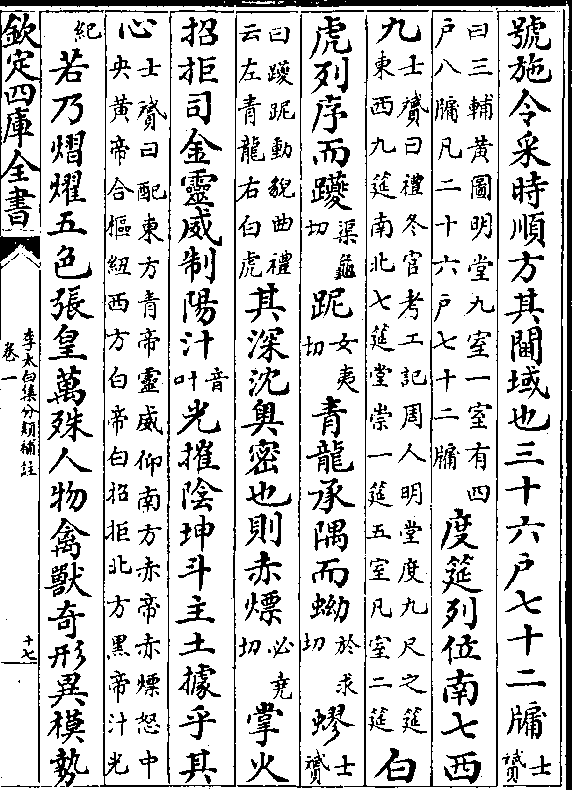 號施令采時順方其閫域也三十六户七十二牖士贇
曰三輔黄圖明堂九室一室有四
户八牖凡二十六户七十二牖
度筵列位南七西
九士贇曰禮冬官考工記周人明堂度九尺之筵
東西九筵南北七筵堂崇一筵五室凡室二筵
白
虎列序而躨渠龜切跜女夷切青龍承隅而蚴於求切蟉士贇
曰躨跜動貌曲禮
云左青龍右白虎
其深沈奥密也則赤熛必堯切掌火
招拒司金靈威制陽汁音叶光摧陰坤斗主土據乎其
心士贇曰配東方青帝靈威仰南方赤帝赤熛怒中
央黄帝合樞紐西方白帝白招拒北方黑帝汁光
紀
若乃熠燿五色張皇萬殊人物禽獸奇形異模勢
欽定四庫全書
李太白集分類補註
卷一
十七